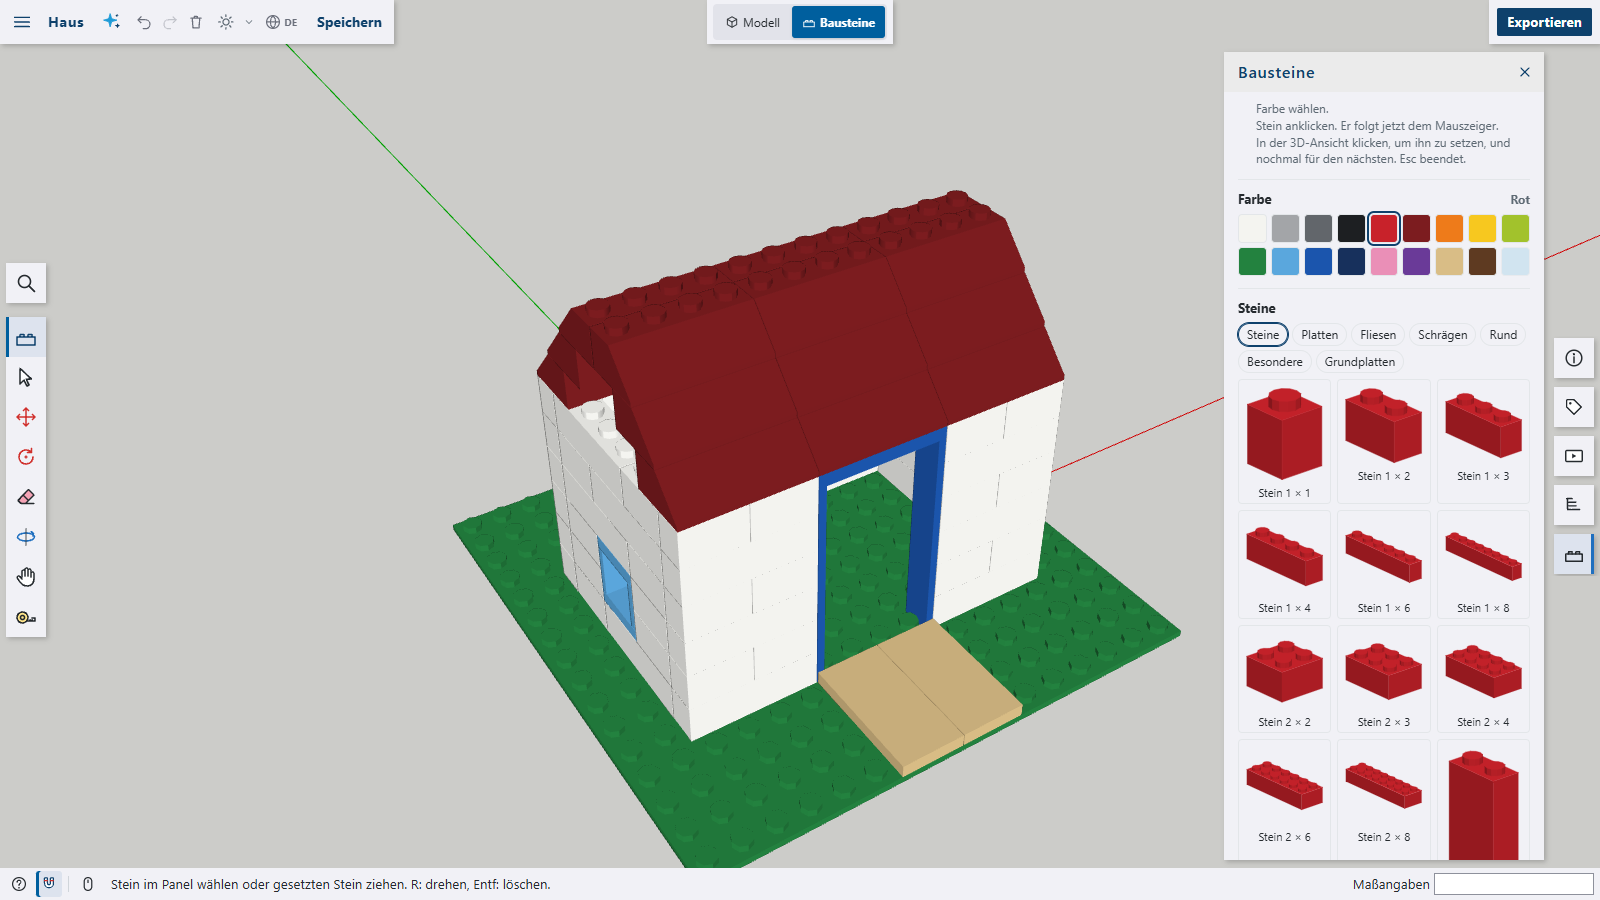 Haus
DE
Speichern
Modell
Bausteine
Exportieren
Bausteine
Farbe wählen.
Stein anklicken. Er folgt jetzt dem Mauszeiger.
In der 3D-Ansicht klicken, um ihn zu setzen, und
nochmal für den nächsten. Esc beendet.
Farbe
Rot
Steine
Steine
Platten
Fliesen
Schrägen
Rund
Besondere
Grundplatten
Stein 1 × 1
Stein 1 × 2
Stein 1 × 3
Stein 1 × 4
Stein 1 × 6
Stein 1 × 8
Stein 2 × 2
Stein 2 × 3
Stein 2 × 4
Stein 2 × 6
Stein 2 × 8
Stein im Panel wählen oder gesetzten Stein ziehen. R: drehen, Entf: löschen.
Maßangaben